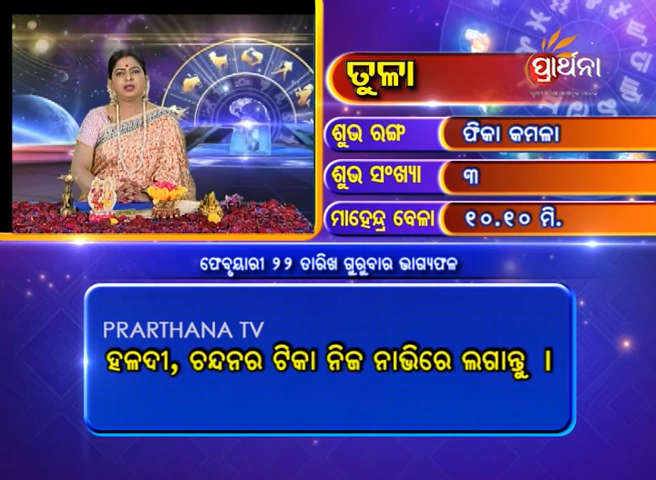 ତୁଳା
ପ୍ରାର୍ଥନା
ଶୁଭ ରଙ୍ଗ
ଫିକା କମଳା
ଶୁଭ ସଂଖ୍ୟା
୩
ମାହେନ୍ଦ୍ର ବେଳା
୧୦.୧୦ ମି.
ଫେବୃୟାରୀ ୨୨ ତାରିଖ ଗୁରୁବାର ଭାଗ୍ୟଫଳ
PRARTHANA TV
ହଳଦୀ, ଚନ୍ଦନର ଟିକା ନିଜ ନାଭିରେ ଲଗାନ୍ତୁ ।